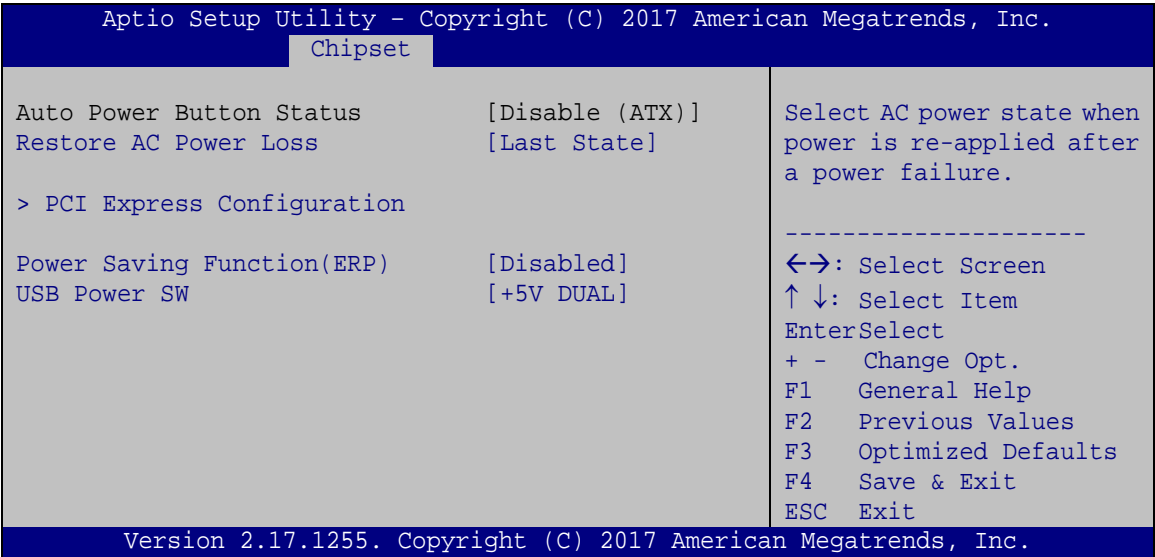 Aptio Setup Utility – Copyright (C) 2017 American Megatrends, Inc.
Chipset
Auto Power Button Status [Disable (ATX)]
Restore AC Power Loss [Last State]
> PCI Express Configuration
Power Saving Function(ERP) [Disabled]
USB Power SW [+5V DUAL]
Select AC power state when
power is re-applied after
a power failure.
---------------------
←→: Select Screen
↑ ↓: Select Item
EnterSelect
+ - Change Opt.
F1 General Help
F2 Previous Values
F3 Optimized Defaults
F4 Save & Exit
ESC Exit
Version 2.17.1255. Copyright (C) 2017 American Megatrends, Inc.